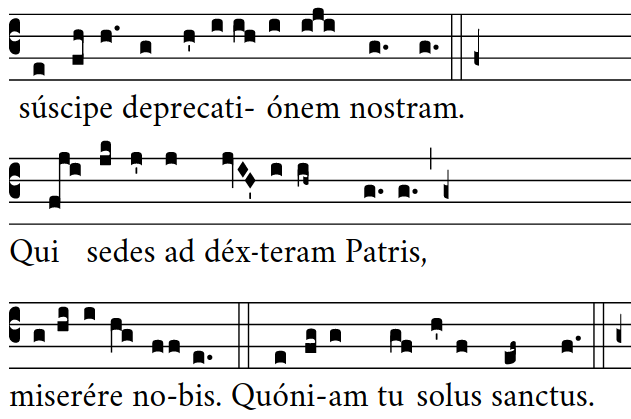 súscipe deprecati- ónem nostram.
Qui sedes ad déx-teram Patris,
miserére no-bis. Quóni-am tu solus sanctus.